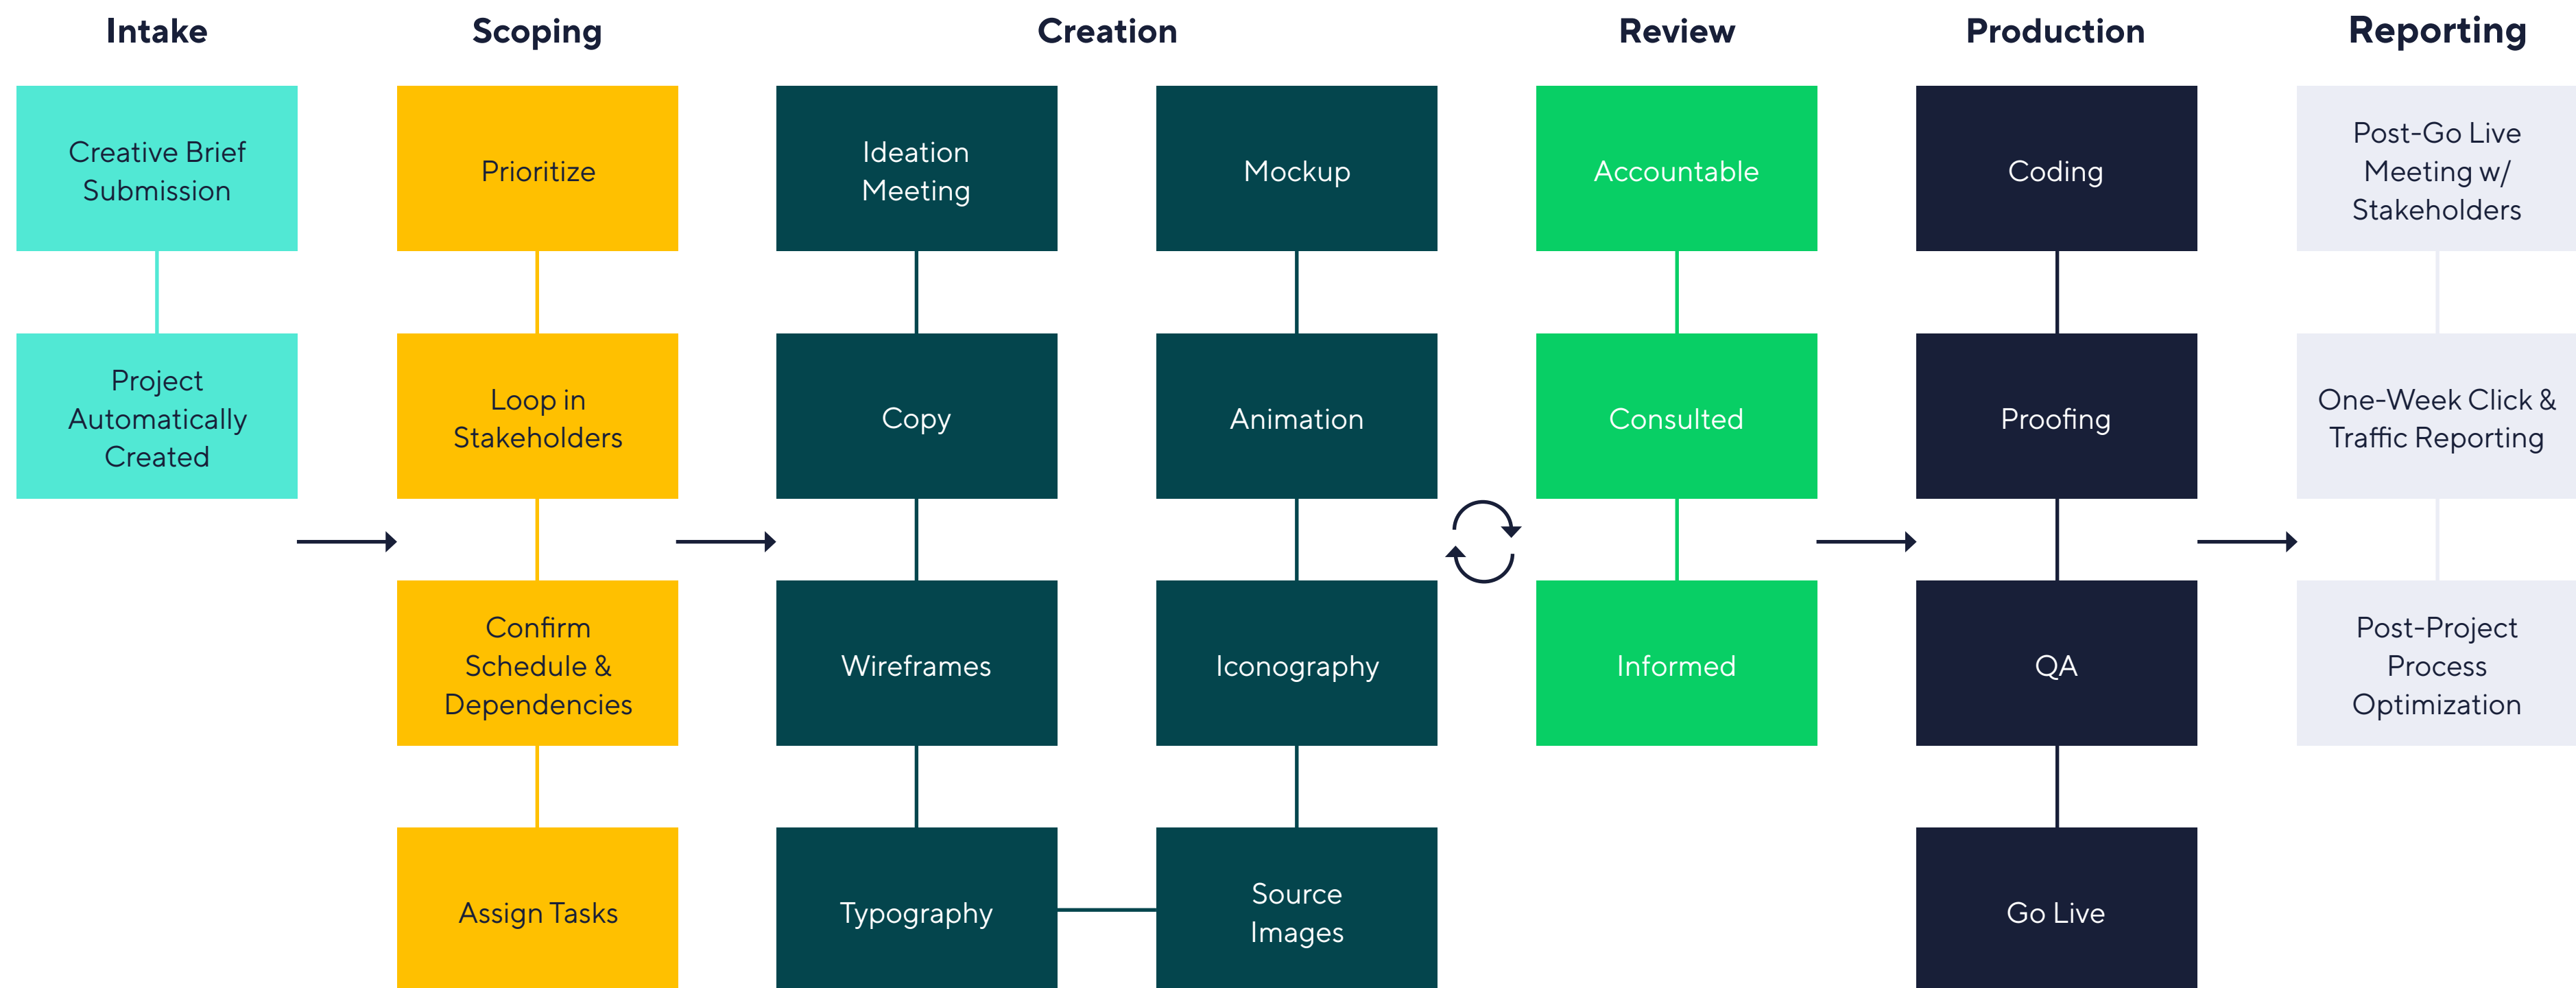 Intake
Creative Brief
Submission
Project
Automatically
Created
Scoping
Prioritize
Loop in
Stakeholders
Confirm
Schedule &
Dependencies
Assign Tasks
Creation
Ideation
Meeting
Copy
Wireframes
Typography
Mockup
Animation
Iconography
Source
Images
Review
Accountable
Consulted
Informed
Production
Coding
Proofing
QA
Go Live
Reporting
Post-Go Live
Meeting w/
Stakeholders
One-Week Click &
Traffic Reporting
Post-Project
Process
Optimization